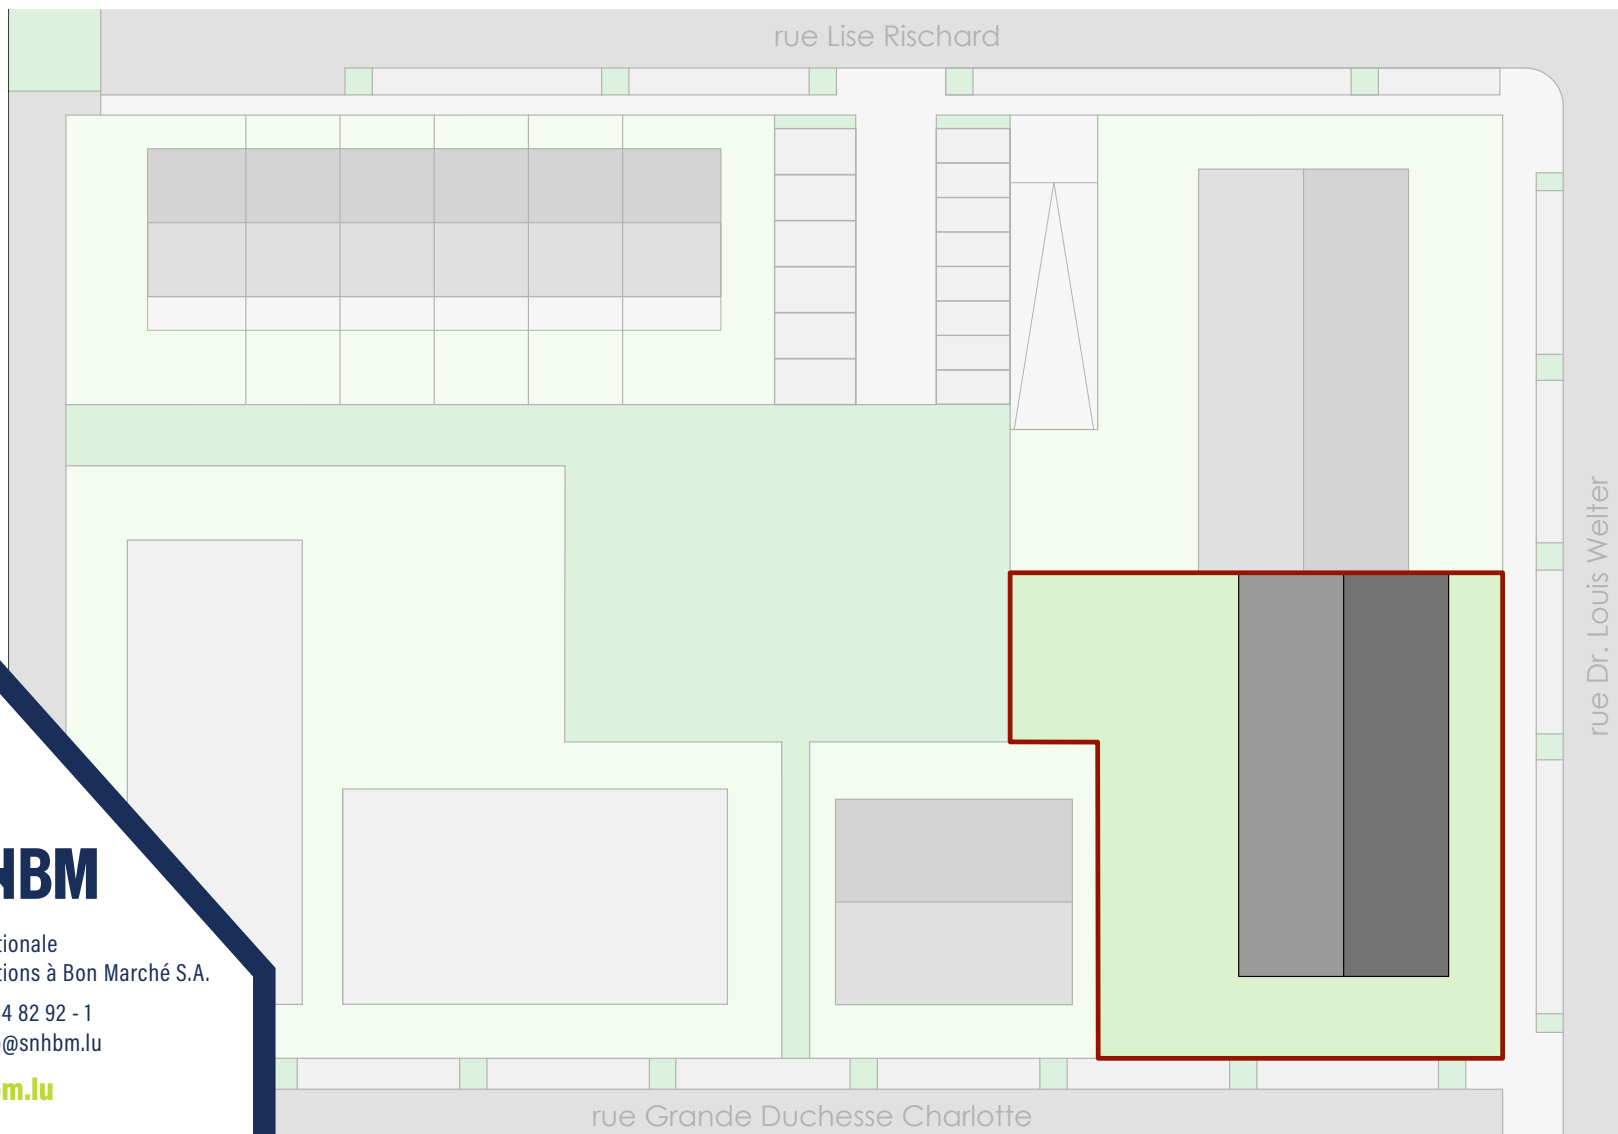 rue Lise Rischard
rue Dr. Louis Welter
HBM
tionale
tions à Bon Marché S.A.
4 82 92 - 1
@snhbm.lu
m.lu
rue Grande Duchesse Charlotte